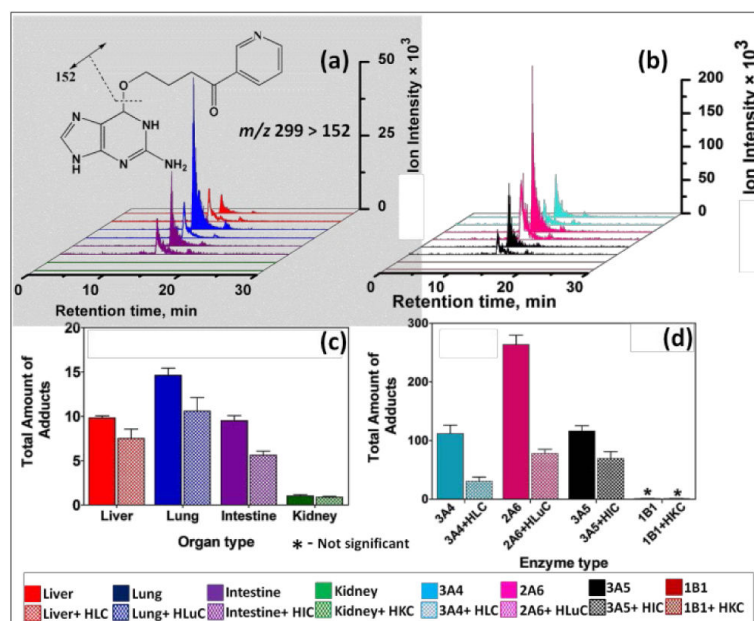 (a)
(b)
152
N
O
O
N
NH
N
H
N
NH₂
m/z 299 > 152
Ion Intensity × 10³
50
25
0
Ion Intensity × 10³
200
150
100
50
0
0 10 20 30
Retention time, min
0 10 20 30
Retention time, min
(c)
Total Amount of Adducts
20
15
10
5
0
Liver Lung Intestine Kidney
Organ type
* - Not significant
(d)
Total Amount of Adducts
300
200
100
0
* *
3A4 3A4+HLC 2A6 2A6+HLuC 3A5 3A5+HIC 1B1 1B1+HKC
Enzyme type
Liver Lung Intestine Kidney 3A4 2A6 3A5 1B1
Liver+ HLC Lung+ HLuC Intestine+ HIC Kidney+ HKC 3A4+ HLC 2A6+ HLuC 3A5+ HIC 1B1+ HKC